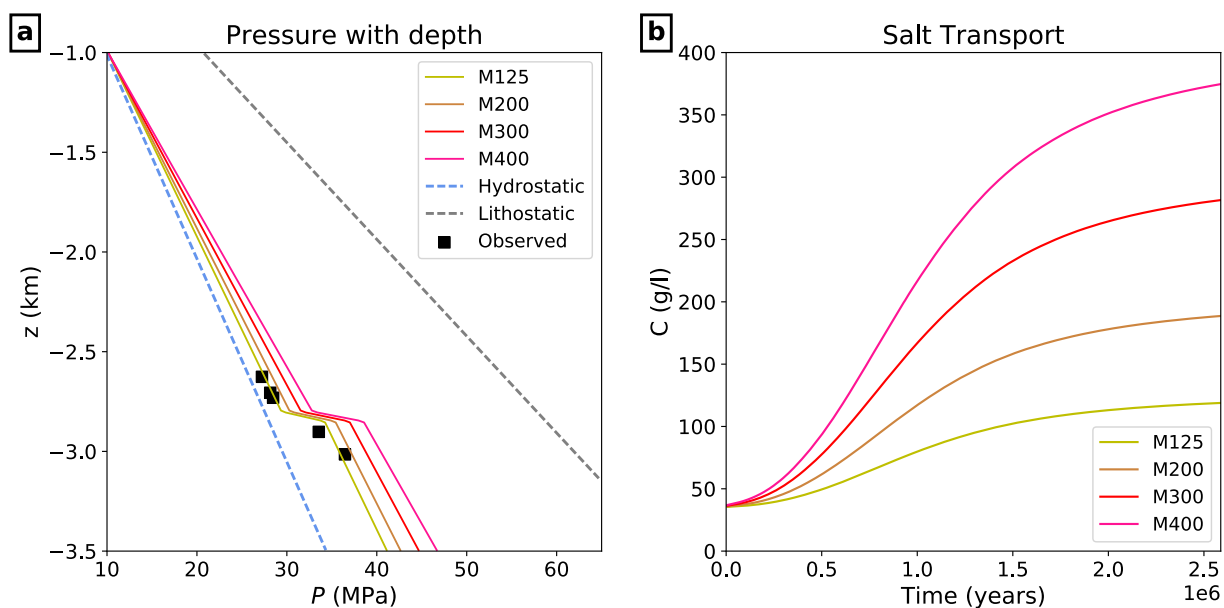 a
Pressure with depth
−1.0
−1.5
−2.0
−2.5
−3.0
−3.5
z (km)
10
20
30
40
50
60
P (MPa)
M125
M200
M300
M400
Hydrostatic
Lithostatic
Observed
b
Salt Transport
400
350
300
250
200
150
100
50
0
C (g/l)
0.0
0.5
1.0
1.5
2.0
2.5
1e6
Time (years)
M125
M200
M300
M400